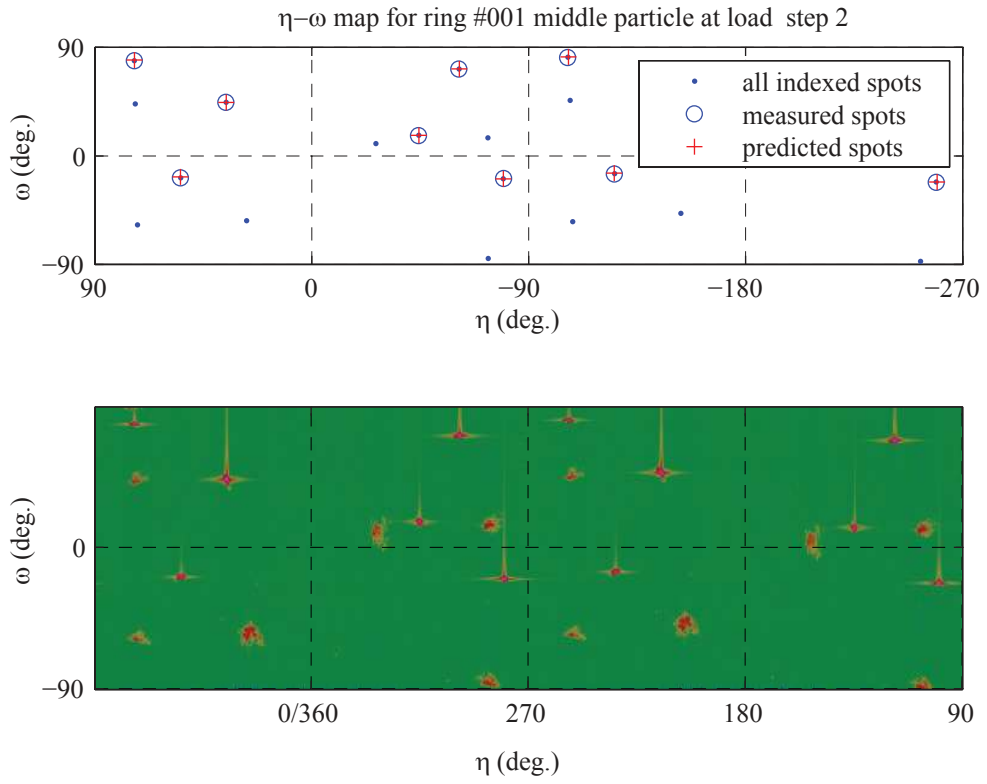 η−ω map for ring #001 middle particle at load  step 2
90
0
−90
ω (deg.)
all indexed spots
measured spots
predicted spots
90
0
−90
−180
−270
η (deg.)
0
−90
ω (deg.)
0/360
270
180
90
η (deg.)